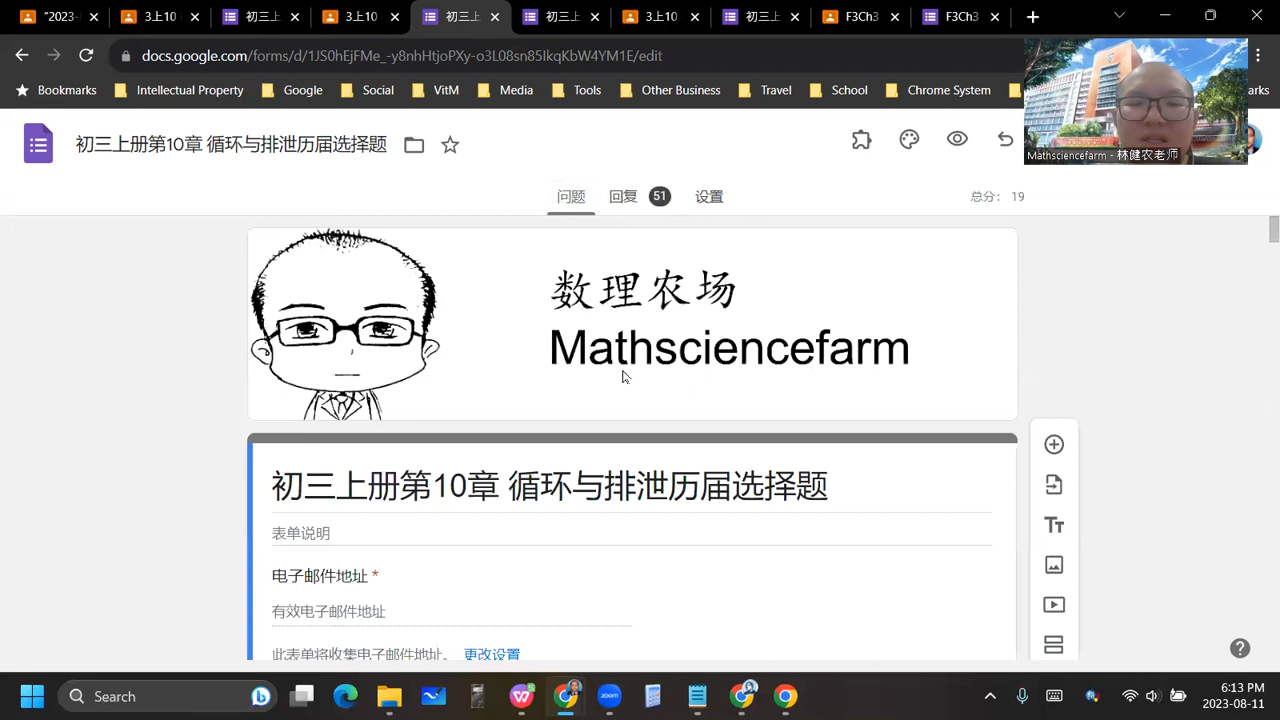 "2023-
3上10
初三上
3上10
初三上
初三上
3上10
初三上
F3Ch3
F3Ch3
docs.google.com/forms/d/1JS0hEjFNe_-y8nhHtjoPXy-o3L0
kqKbW4YM1E/edit
Bookmarks
Intellectual Property
Google
VitM
Media
Tools
Other Business
Travel
School
Chrome System
Mathsciencefarm - 林健农老师
初三上册第10章 循环与排泄历届选择题
问题
回复 51
设置
总分: 19
数理农场
Mathsciencefarm
初三上册第10章 循环与排泄历届选择题
表单说明
电子邮件地址 *
有效电子邮件地址
此表单将收集电子邮件地址。 更改设置
Tт
Search
zoom
6:13 PM
2023-08-11